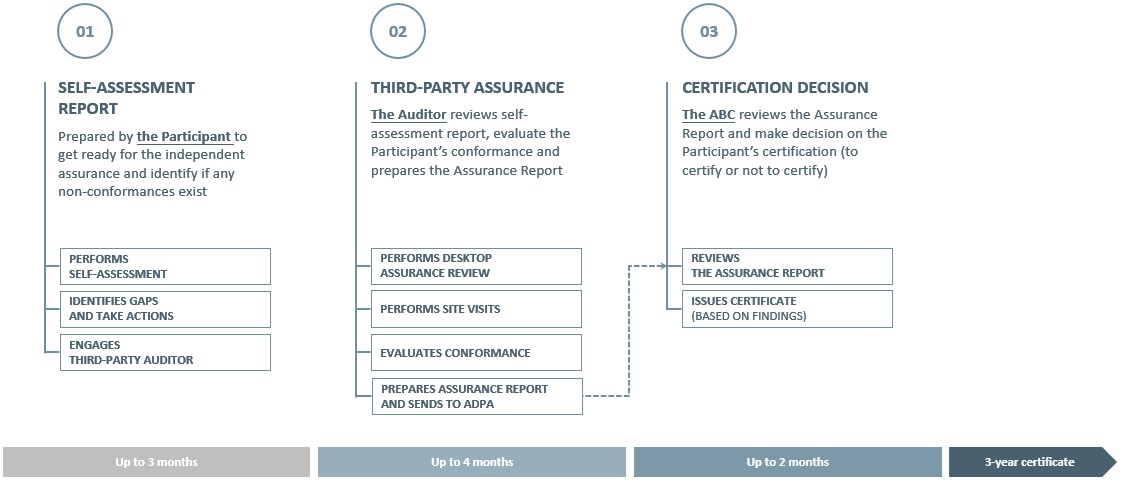 01
SELF-ASSESSMENT
REPORT
Prepared by the Participant to
get ready for the independent
assurance and identify if any
non-conformances exist
PERFORMS
SELF-ASSESSMENT
IDENTIFIES GAPS
AND TAKE ACTIONS
ENGAGES
THIRD-PARTY AUDITOR
02
THIRD-PARTY ASSURANCE
The Auditor reviews self-
assessment report, evaluate the
Participant's conformance and
prepares the Assurance Report
PERFORMS DESKTOP
ASSURANCE REVIEW
PERFORMS SITE VISITS
EVALUATES CONFORMANCE
PREPARES ASSURANCE REPORT
AND SENDS TO ADPA
03
CERTIFICATION DECISION
The ABC reviews the Assurance
Report and make decision on the
Participant's certification (to
certify or not to certify)
REVIEWS
THE ASSURANCE REPORT
ISSUES CERTIFICATE
(BASED ON FINDINGS)
Up to 3 months
Up to 4 months
Up to 2 months
3-year certificate